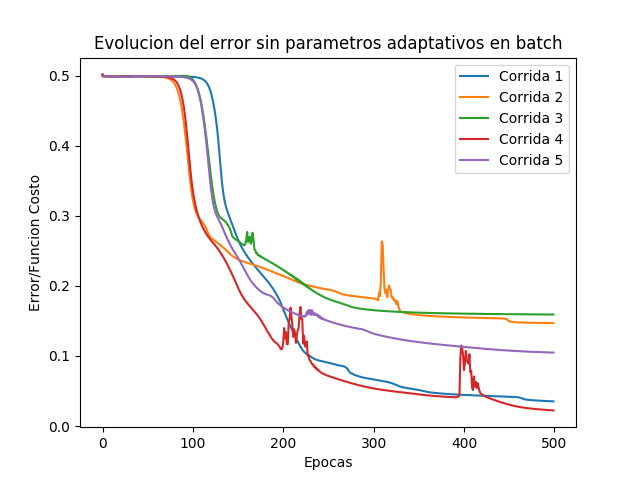 Evolucion del error sin parametros adaptativos en batch
Error/Funcion Costo
0.5
0.4
0.3
0.2
0.1
0.0
Corrida 1
Corrida 2
Corrida 3
Corrida 4
Corrida 5
0
100
200
300
400
500
Epocas